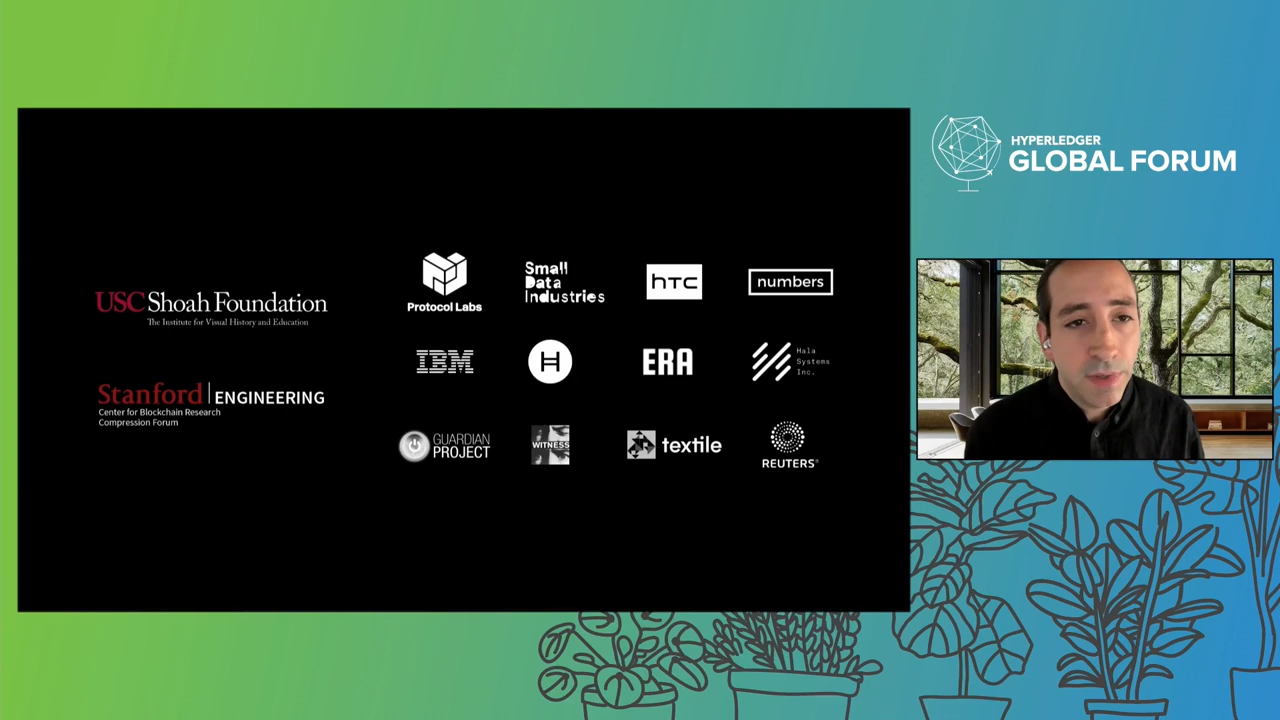 HYPERLEDGER
GLOBAL FORUM
USC Shoah Foundation
The Institute for Visual History and Education
Stanford ENGINEERING
Center for Blockchain Research
Compression Forum
Protocol Labs
Small
Data
Industries
hTC
numbers
IBM
H
ERA
Hala
Systems
Inc.
GUARDIAN
PROJECT
WITNESS
textile
REUTERS®